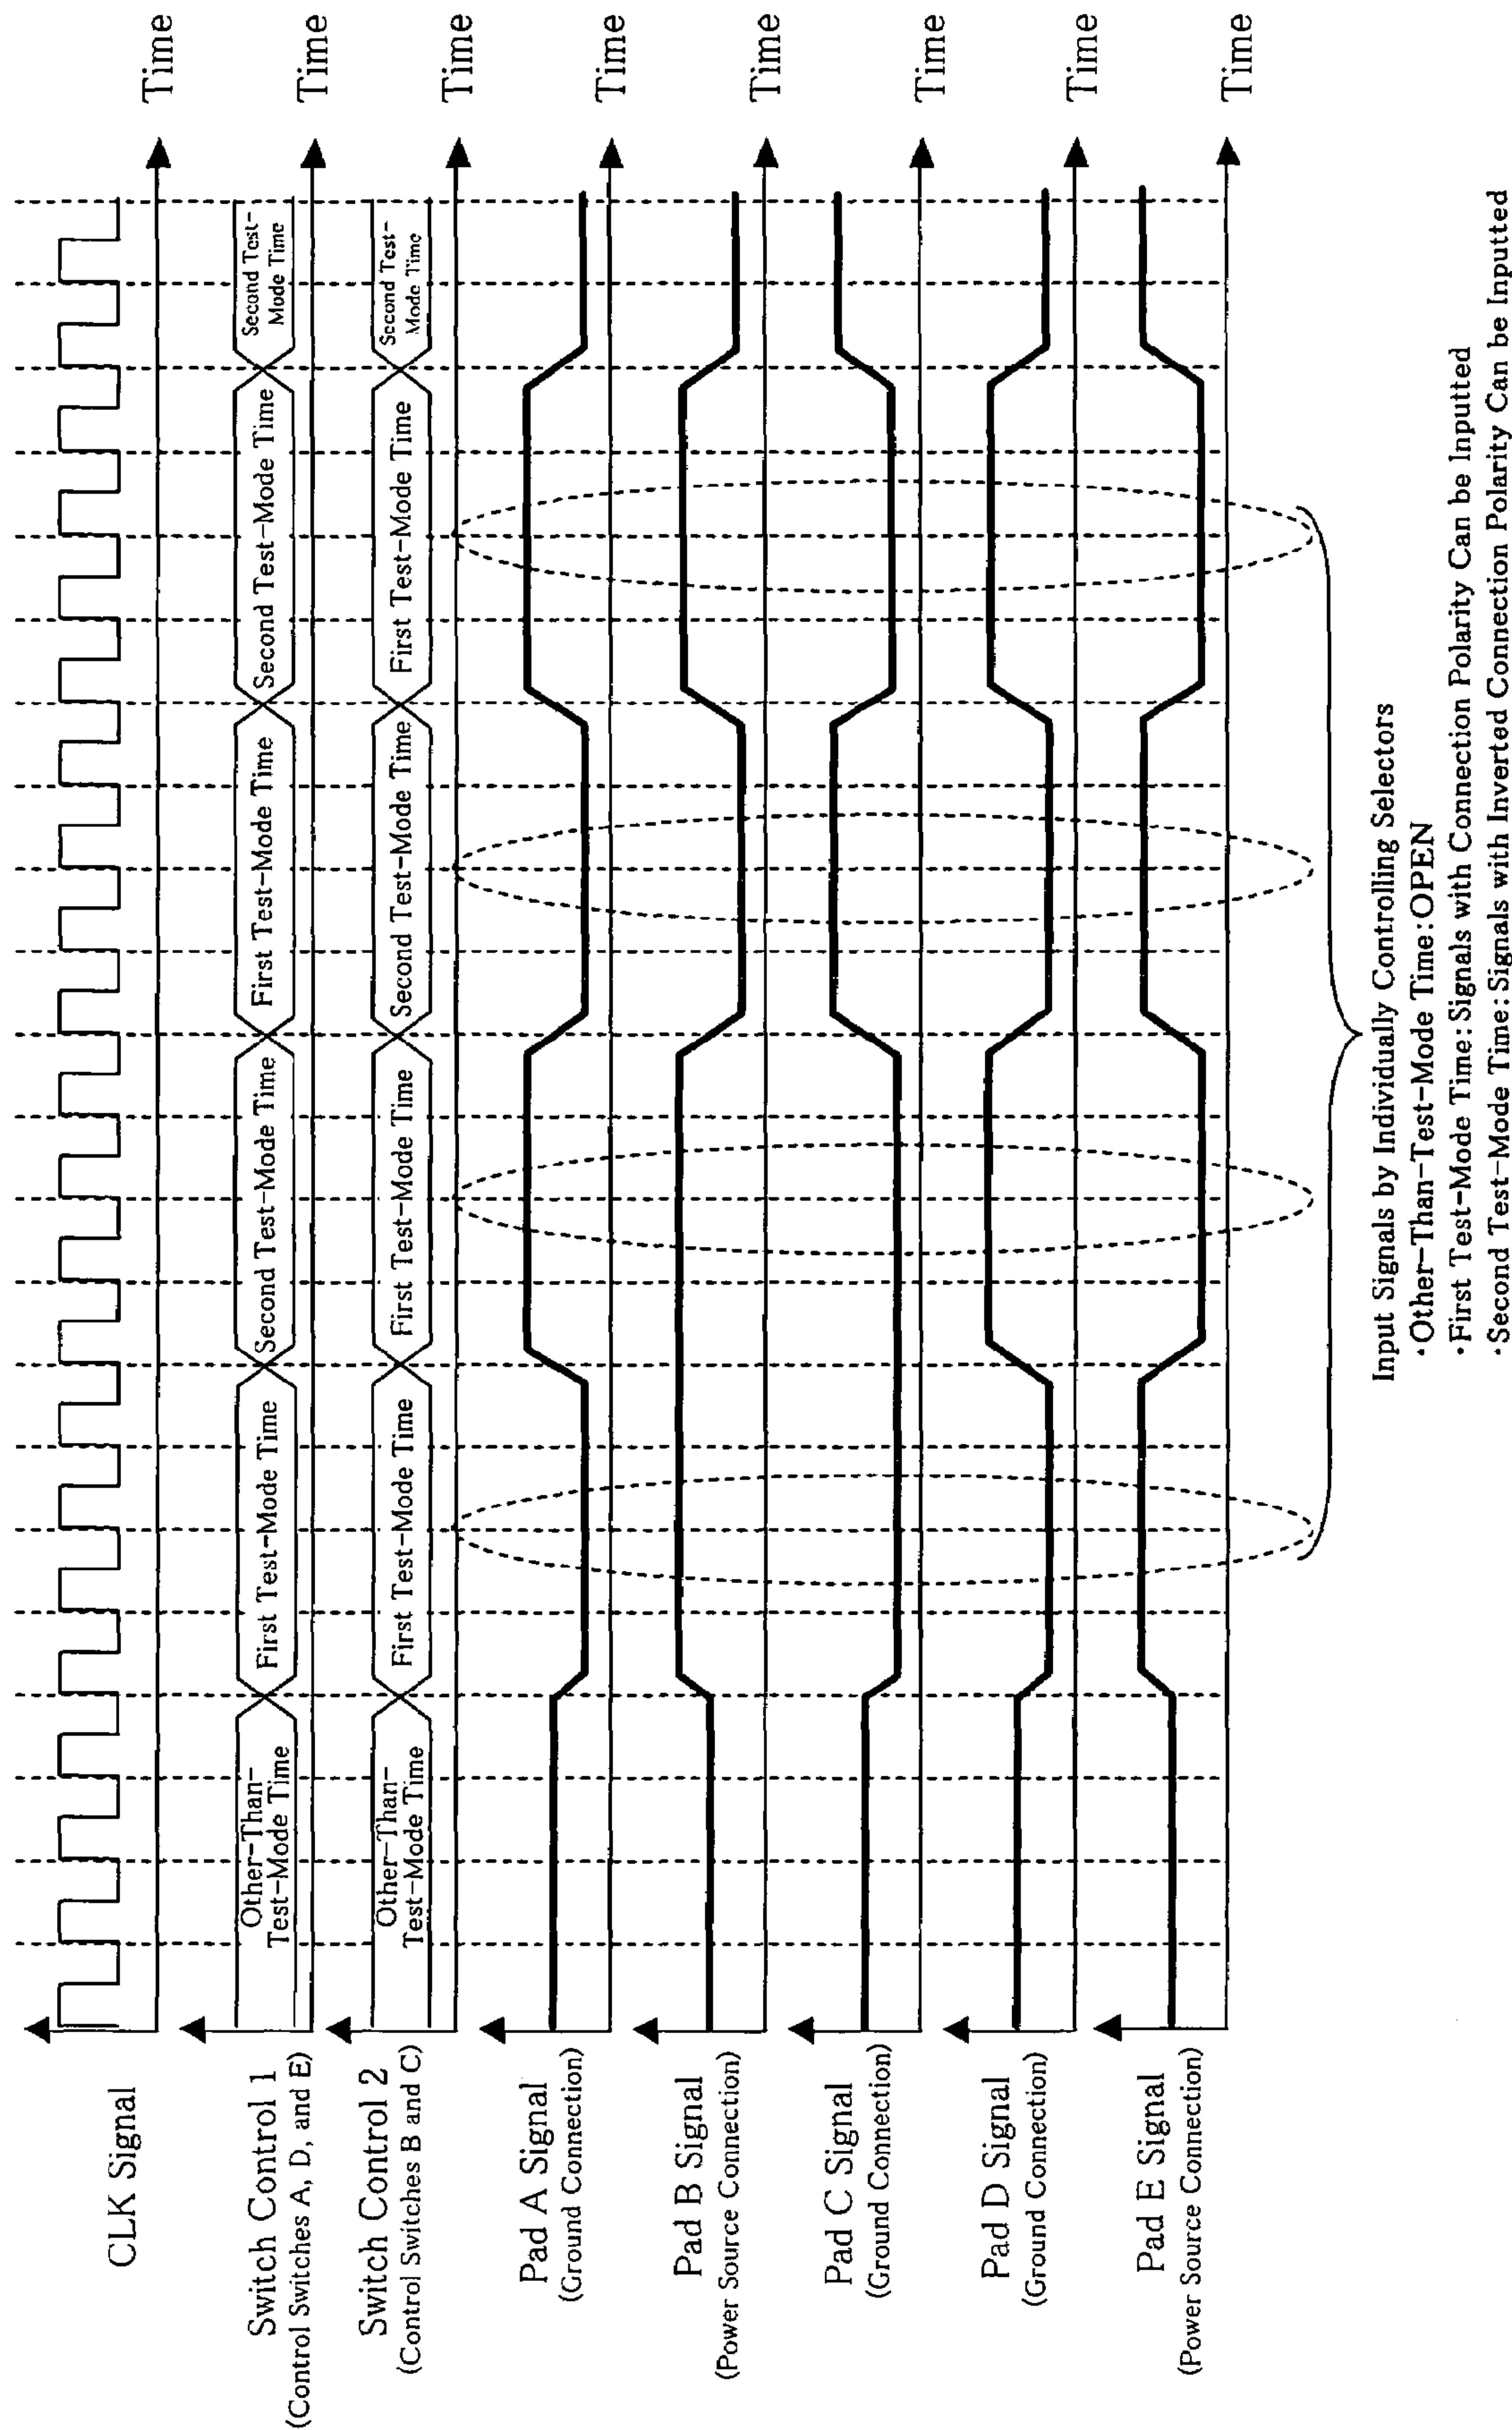 CLK Signal
Time
Switch Control 1
(Control Switches A, D, and E)
Other-Than-
Test-Mode Time
First Test-Mode Time
Second Test-Mode Time
First Test-Mode Time
Second Test-Mode Time
Second Test-
Mode Time
Time
Switch Control 2
(Control Switches B and C)
Other-Than-
Test-Mode Time
First Test-Mode Time
First Test-Mode Time
Second Test-Mode Time
First Test-Mode Time
Second Test-
Mode Time
Time
Pad A Signal
(Ground Connection)
Time
Pad B Signal
(Power Source Connection)
Time
Pad C Signal
(Ground Connection)
Time
Pad D Signal
(Ground Connection)
Time
Pad E Signal
(Power Source Connection)
Time
Input Signals by Individually Controlling Selectors
・Other-Than-Test-Mode Time:OPEN
・First Test-Mode Time:Signals with Connection Polarity Can be Inputted
・Second Test-Mode Time:Signals with Inverted Connection Polarity Can be Inputted